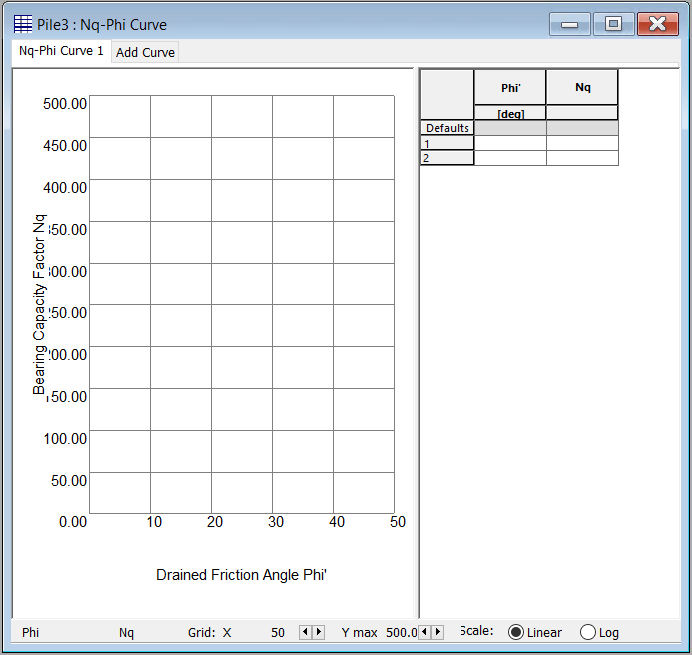 Pile3 : Nq-Phi Curve
Nq-Phi Curve 1 Add Curve
Bearing Capacity Factor Nq
500.00
450.00
400.00
350.00
300.00
250.00
200.00
150.00
100.00
50.00
0.00
10 20 30 40 50
Drained Friction Angle Phi'
Phi' Nq
[deg]
Defaults
1
2
Phi Nq Grid: X 50 Y max 500.0 Scale: Linear Log